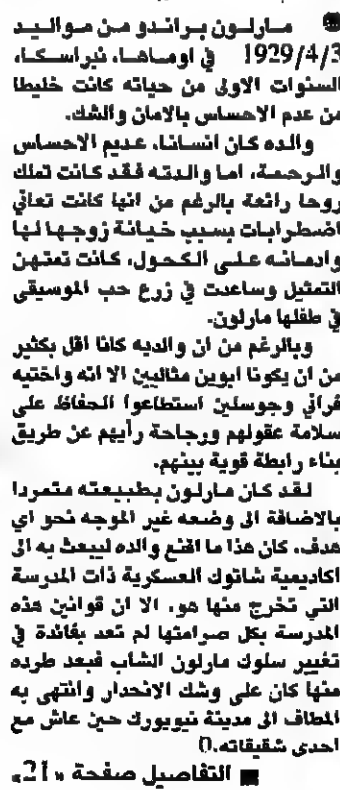 مارلون براندو من مواليد
1929/4/3 في اوماها، نبراسكا،
السنوات الاولى من حياته كانت خليطا
من عدم الاحساس بالامان والشك.
والده كان انسانا، عديم الاحساس
والرحمة، اما والدته فقد كانت تملك
روحا رائعة بالرغم من انها كانت تعاني
اضطرابات بسبب خيانة زوجها لها
وادمانه على الكحول، كانت تمتهن
التمثيل وساعدت في زرع حب الموسيقى
في طفلها مارلون.
وبالرغم من ان والديه كانا اقل بكثير
من ان يكونا ابوين مثاليين الا انه واختيه
فراني وجوسلين استطاعوا الحفاظ على
سلامة عقولهم ورجاحة رأيهم عن طريق
بناء رابطة قوية بينهم.
لقد كان مارلون بطبيعته متمردا
بالاضافة الى وضعه غير الموجه نحو اي
هدف، كان هذا ما اقنع والده ليبعث به الى
اكاديمية شاتوك العسكرية ذات المدرسة
التي تخرج منها هو، الا ان قوانين هذه
المدرسة بكل صرامتها لم تعد بفائدة في
تغيير سلوك مارلون الشاب فبعد طرده
منها كان على وشك الانحدار وانتهى به
المطاف الى مدينة نيويورك حين عاش مع
احدى شقيقاته.()
التفاصيل صفحة «21»